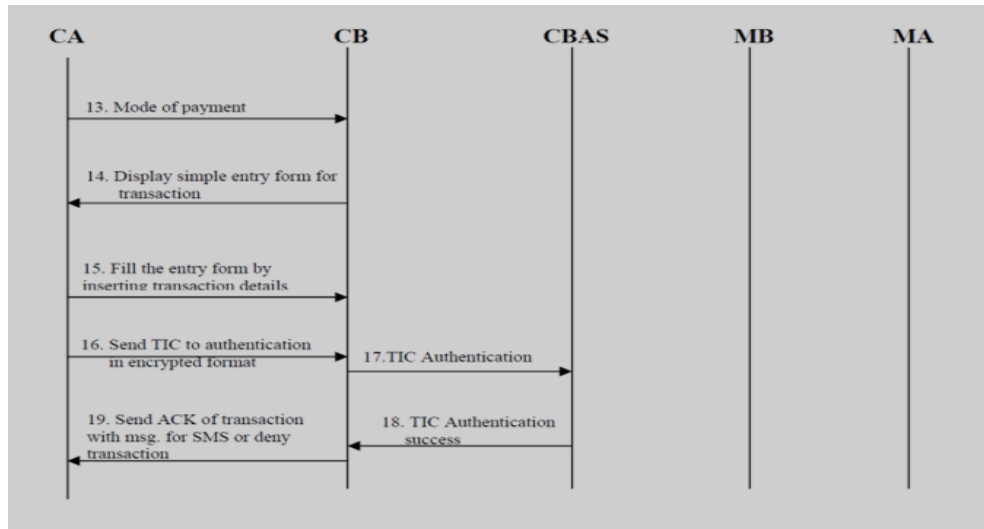 CA CB CBAS MB MA
13. Mode of payment
14. Display simple entry form for
transaction
15. Fill the entry form by
inserting transaction details
16. Send TIC to authentication
in encrypted format
17.TIC Authentication
18. TIC Authentication
success
19. Send ACK of transaction
with msg. for SMS or deny
transaction